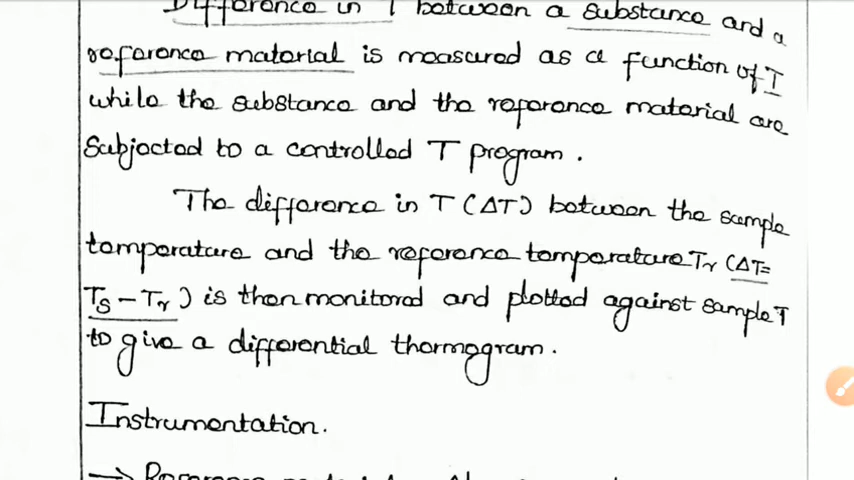 Difference in T between a substance and a
reference material is measured as a function of T
while the substance and the reference material are
Subjected to a controlled T program.
The difference in T (ΔT) between the sample
temperature and the reference temperature Tr (ΔT=
Ts - Tr) is then monitored and plotted against sample T
to give a differential thermogram.
Instrumentation.
→ Reference